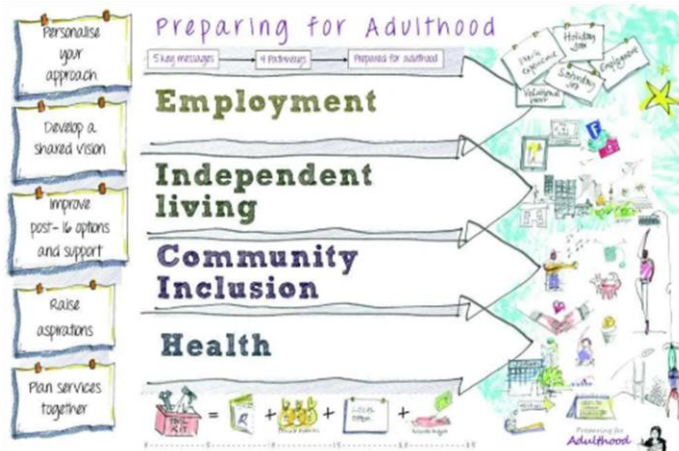 Preparing for Adulthood
5 key messages
4 Pathways
Prepared for adulthood
Personalise
your
approach
Develop a
shared vision
Improve
post-16 options
and support
Raise
aspirations
Plan services
together
Employment
Independent
living
Community
Inclusion
Health
Holiday
Job
Employment
Saturday
Job
TOOL
KIT
=
+
+
+
Preparing for
Adulthood